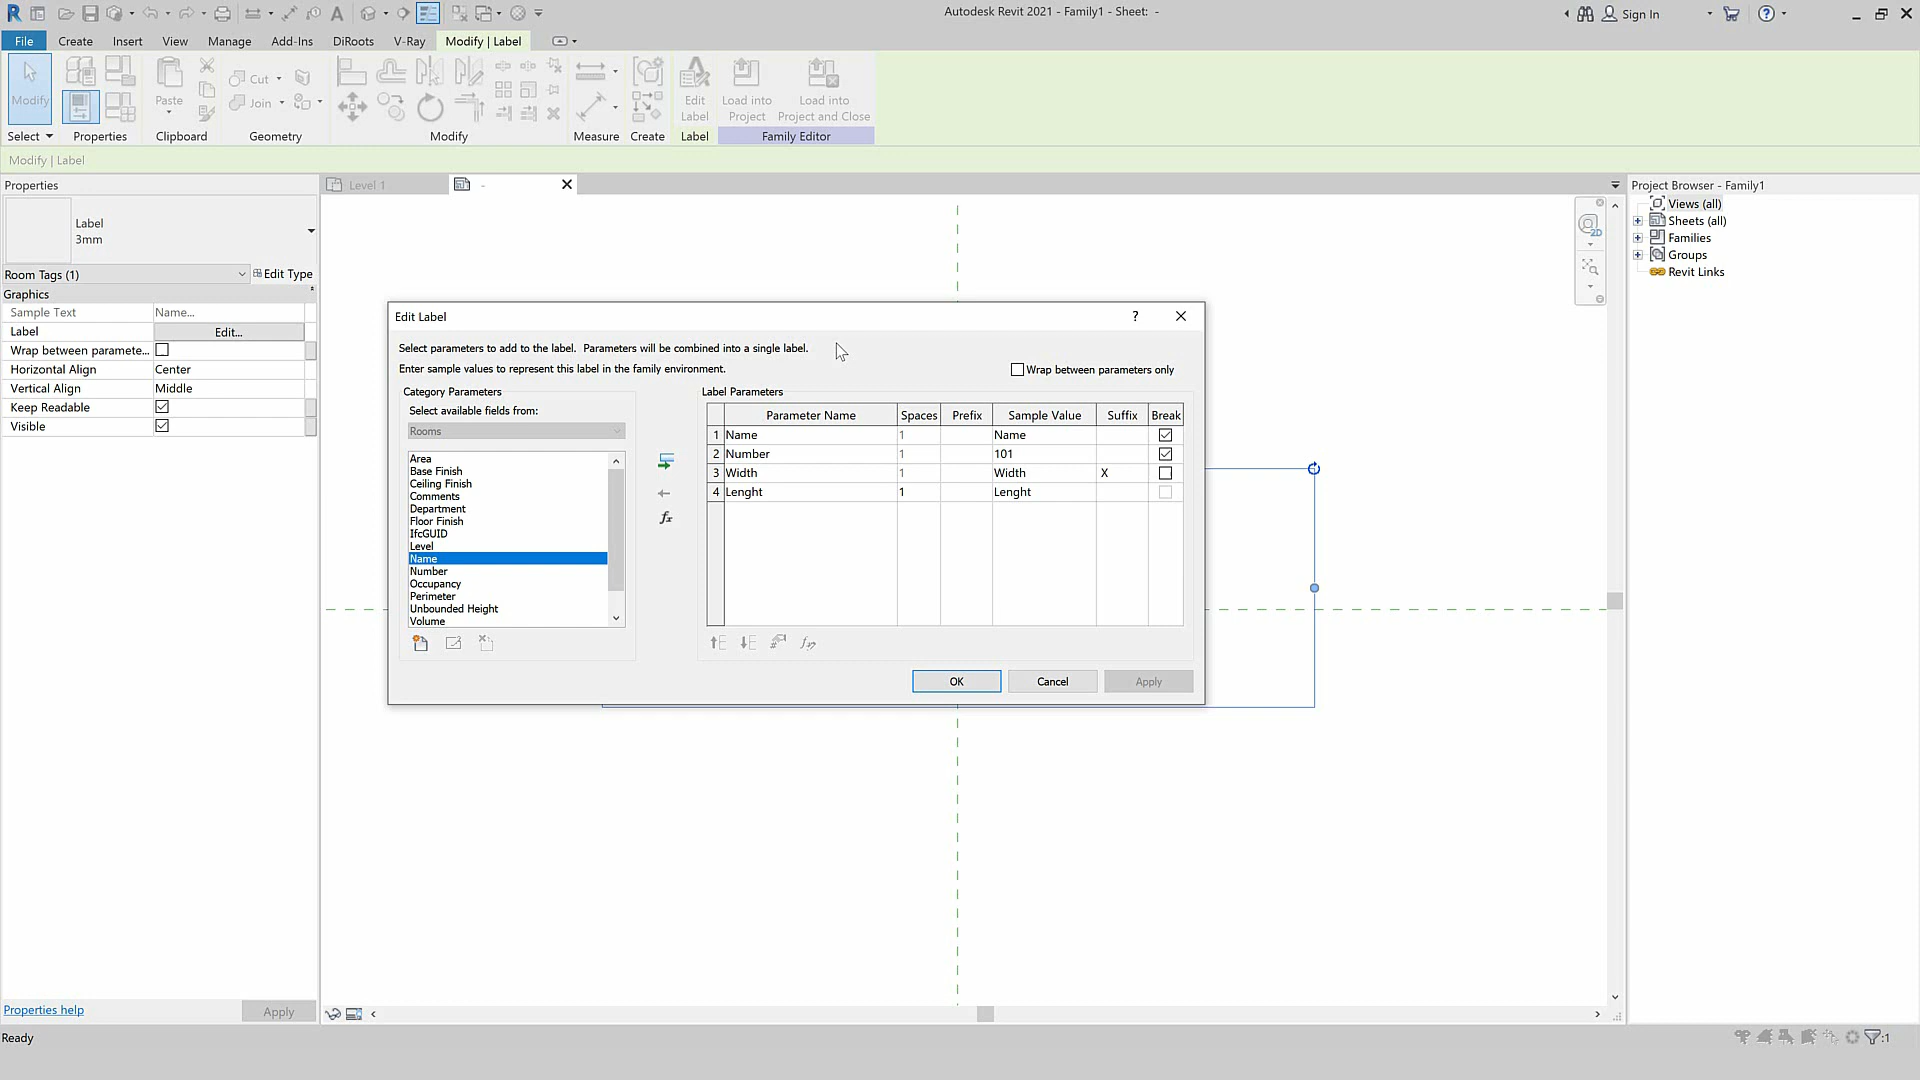 Autodesk Revit 2021 - Family1 - Sheet: -
Sign In
File Create Insert View Manage Add-Ins DiRoots V-Ray Modify | Label
Modify
Paste
Cut
Join
Edit Label
Load into Project
Load into Project and Close
Select Properties Clipboard Geometry Modify Measure Create Label Family Editor
Modify | Label
Properties
Label
3mm
Room Tags (1)
Edit Type
Graphics
Sample Text Name...
Label Edit...
Wrap between paramete...
Horizontal Align Center
Vertical Align Middle
Keep Readable
Visible
Properties help
Apply
Ready
Level 1
-
Edit Label
?
Select parameters to add to the label. Parameters will be combined into a single label.
Enter sample values to represent this label in the family environment.
Wrap between parameters only
Category Parameters
Select available fields from:
Rooms
Area
Base Finish
Ceiling Finish
Comments
Department
Floor Finish
IfcGUID
Level
Name
Number
Occupancy
Perimeter
Unbounded Height
Volume
Label Parameters
Parameter Name Spaces Prefix Sample Value Suffix Break
1 Name 1 Name
2 Number 1 101
3 Width 1 Width X
4 Lenght 1 Lenght
OK Cancel Apply
2D
Project Browser - Family1
Views (all)
Sheets (all)
Families
Groups
Revit Links
:1